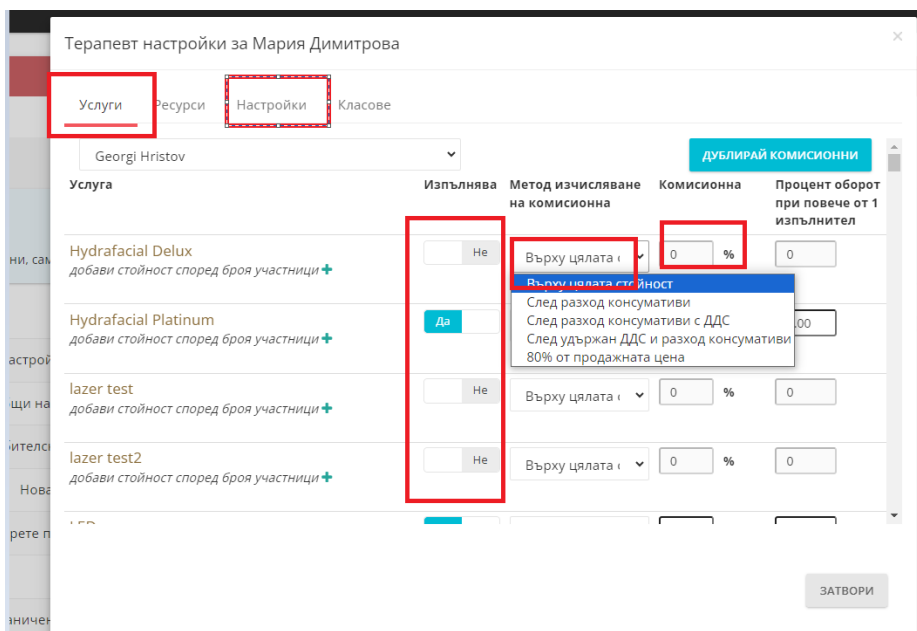 Терапевт настройки за Мария Димитрова
×
Услуги Ресурси Настройки Класове
Georgi Hristov ДУБЛИРАЙ КОМИСИОННИ
Услуга Изпълнява Метод изчисляване Комисионна Процент оборот
на комисионна при повече от 1
изпълнител
Hydrafacial Delux Не Върху цялата 0 % 0
добави стойност според броя участници +
Върху цялата стойност
След разход консумативи
След разход консумативи с ДДС
След удържан ДДС и разход консумативи
80% от продажната цена
Hydrafacial Platinum Да .00
добави стойност според броя участници +
lazer test Не Върху цялата 0 % 0
добави стойност според броя участници +
lazer test2 Не Върху цялата 0 % 0
добави стойност според броя участници +
ЗАТВОРИ
ни, сам
астрой
щи на
ителс
Нова
рете п
аничен